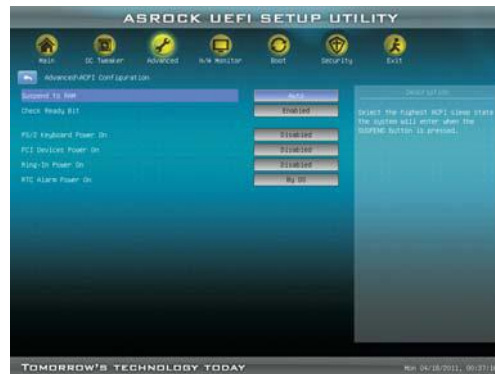 ASROCK UEFI SETUP UTILITY
Main OC Tweaker Advanced H/W Monitor Boot Security Exit
Advanced\ACPI Configuration
Suspend to RAM Auto
Check Ready Bit Enabled
PS/2 Keyboard Power On Disabled
PCI Devices Power On Disabled
Ring-In Power On Disabled
RTC Alarm Power On By OS
Description
Select the highest ACPI sleep state
the system will enter when the
SUSPEND button is pressed.
TOMORROW'S TECHNOLOGY TODAY
Mon 04/18/2011, 00:37: